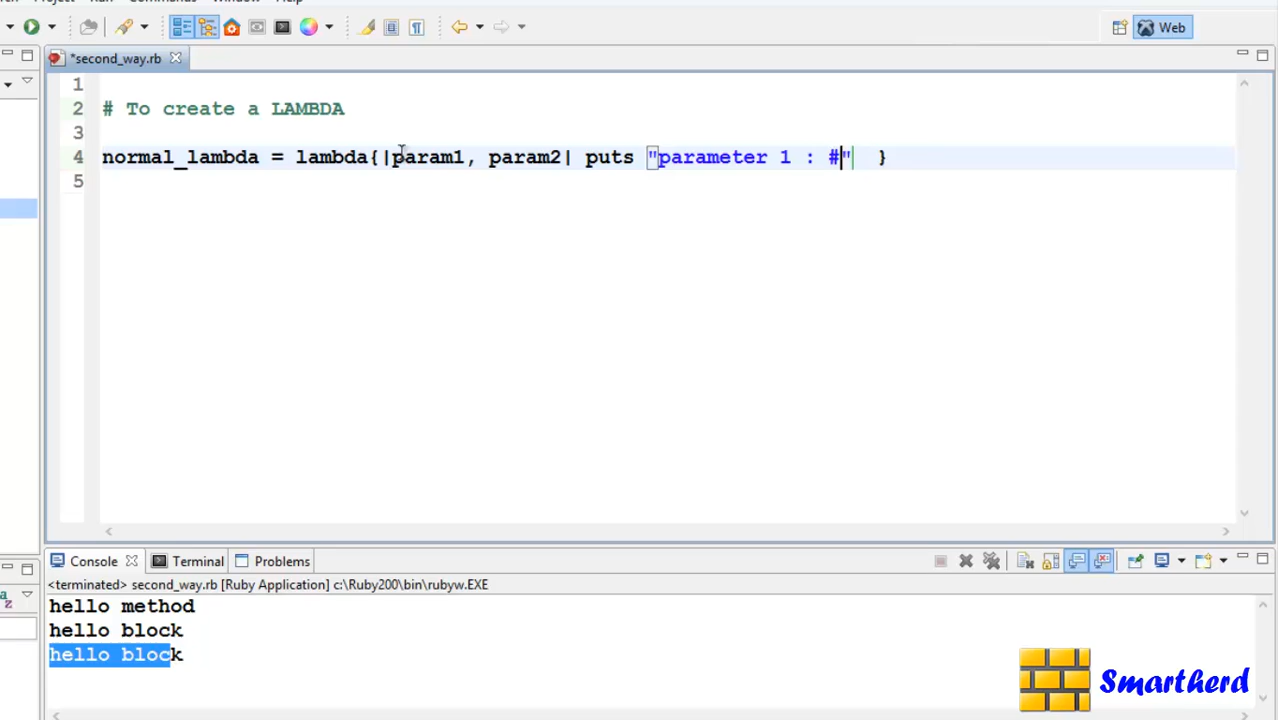 *second_way.rb
Web
1
2 # To create a LAMBDA
3
4 normal_lambda = lambda{|param1, param2| puts "parameter 1 : #" }
5
Console
Terminal
Problems
<terminated> second_way.rb [Ruby Application] c:\Ruby200\bin\rubyw.EXE
hello method
hello block
hello block
Smartherd